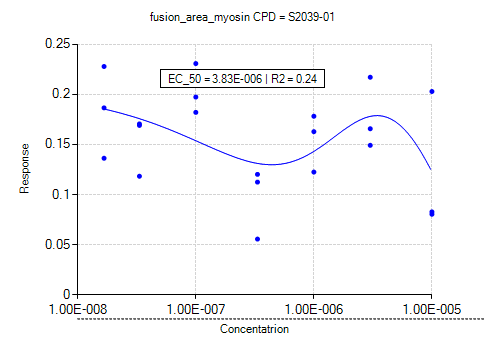 fusion_area_myosin CPD = S2039-01
0.25
EC_50 = 3.83E-006 | R2 = 0.24
0.2
0.15
0.1
0.05
0
Response
1.00E-008 1.00E-007 1.00E-006 1.00E-005
Concentatrion